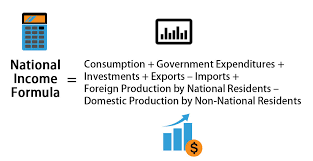 National
Income
Formula
=
Consumption + Government Expenditures +
Investments + Exports – Imports +
Foreign Production by National Residents –
Domestic Production by Non-National Residents
$